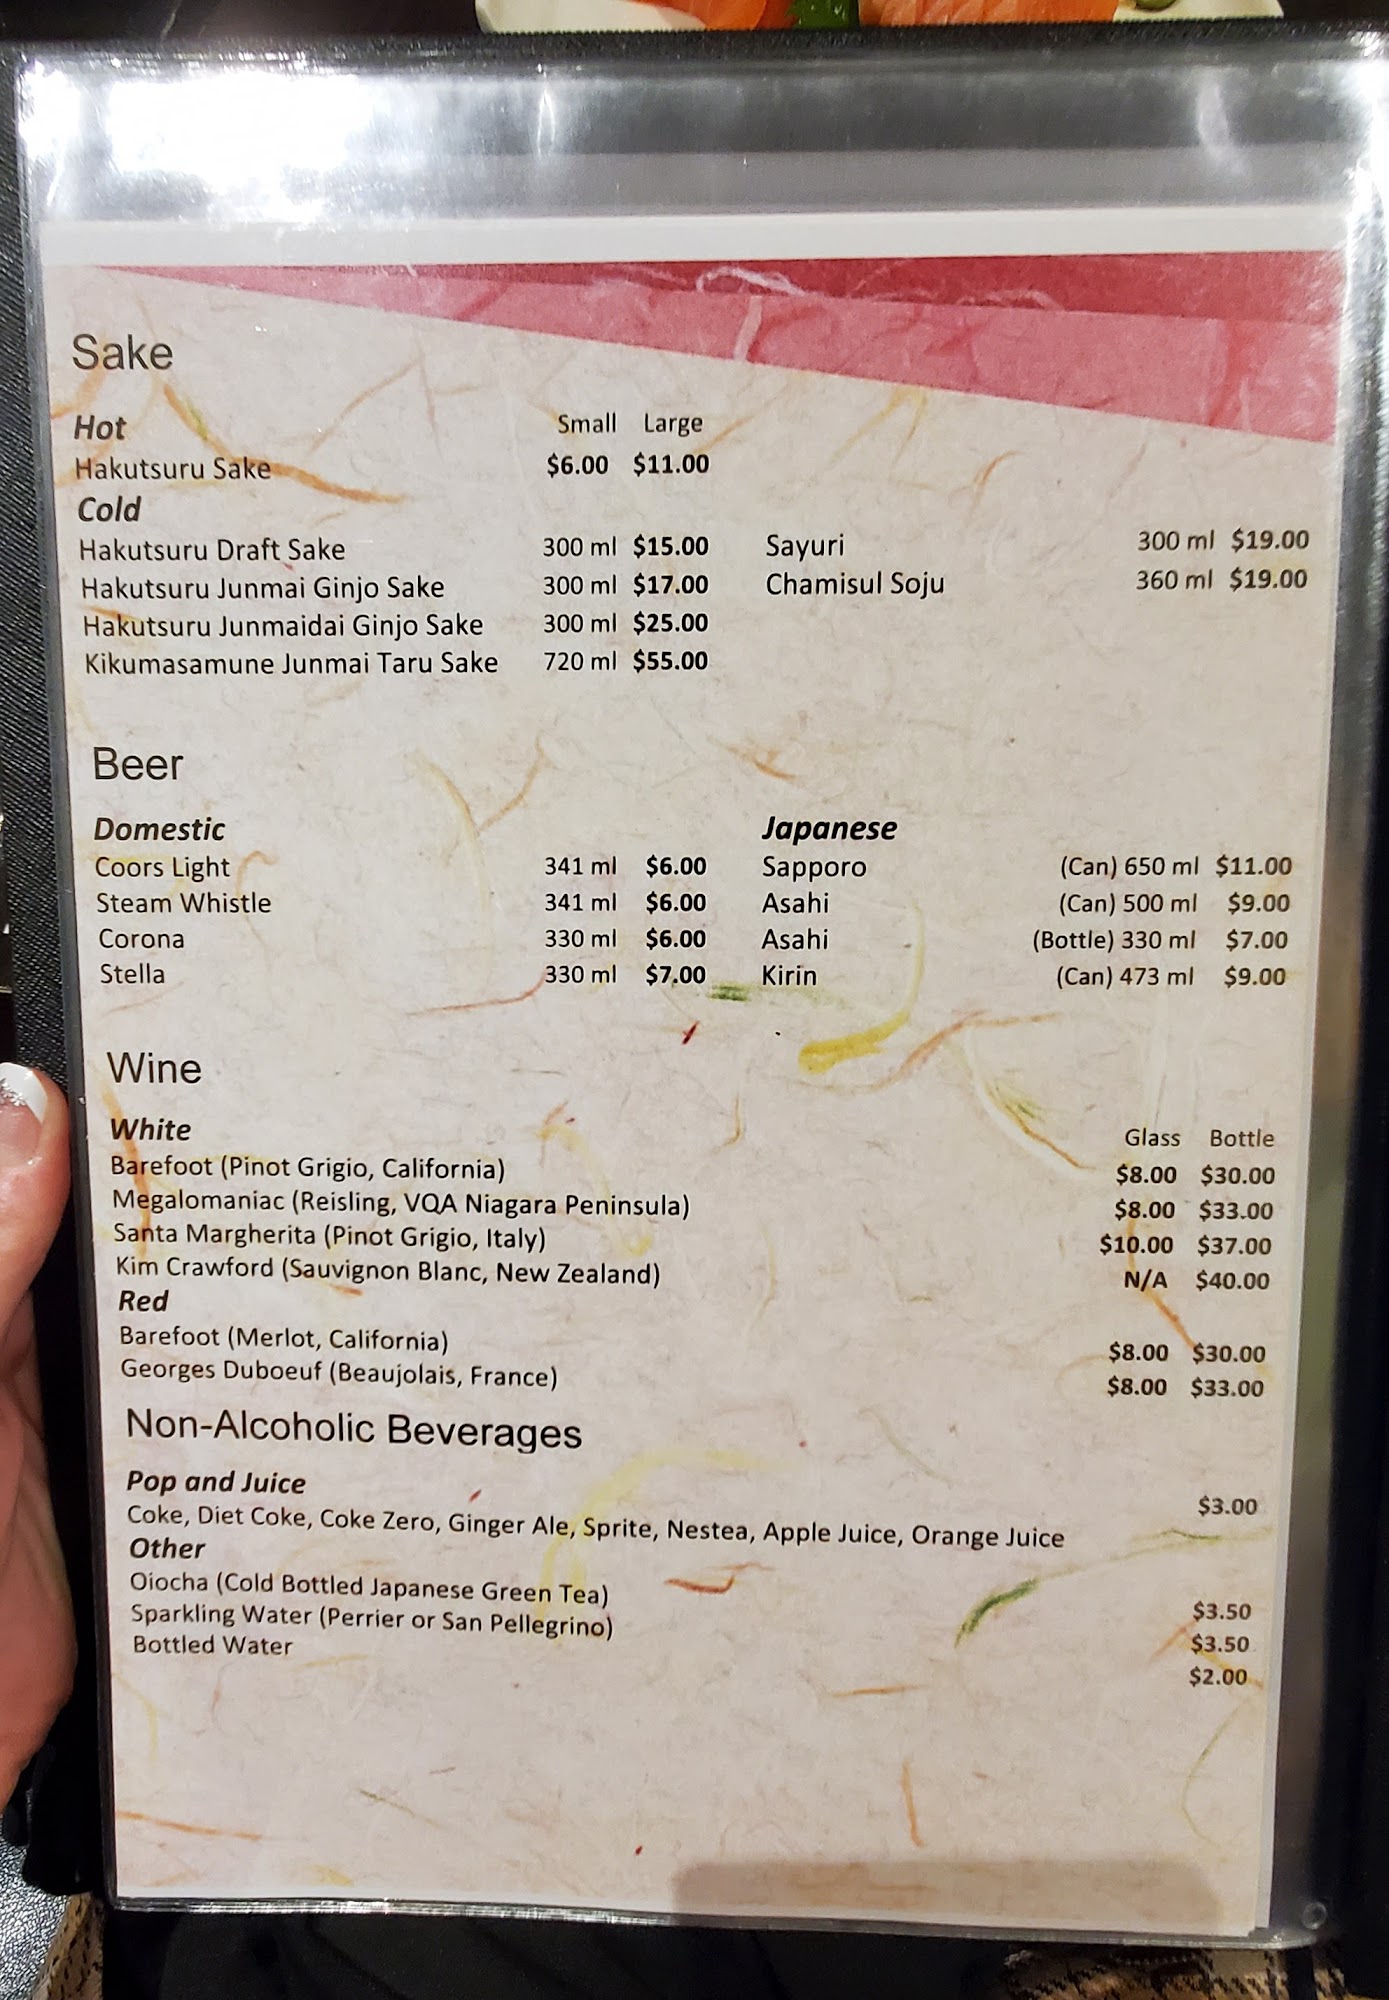 Sake
Hot Small Large
Hakutsuru Sake $6.00 $11.00
Cold
Hakutsuru Draft Sake 300 ml $15.00 Sayuri 300 ml $19.00
Hakutsuru Junmai Ginjo Sake 300 ml $17.00 Chamisul Soju 360 ml $19.00
Hakutsuru Junmaidai Ginjo Sake 300 ml $25.00
Kikumasamune Junmai Taru Sake 720 ml $55.00
Beer
Domestic Japanese
Coors Light 341 ml $6.00 Sapporo (Can) 650 ml $11.00
Steam Whistle 341 ml $6.00 Asahi (Can) 500 ml $9.00
Corona 330 ml $6.00 Asahi (Bottle) 330 ml $7.00
Stella 330 ml $7.00 Kirin (Can) 473 ml $9.00
Wine
White Glass Bottle
Barefoot (Pinot Grigio, California) $8.00 $30.00
Megalomaniac (Reisling, VQA Niagara Peninsula) $8.00 $33.00
Santa Margherita (Pinot Grigio, Italy) $10.00 $37.00
Kim Crawford (Sauvignon Blanc, New Zealand) N/A $40.00
Red
Barefoot (Merlot, California) $8.00 $30.00
Georges Duboeuf (Beaujolais, France) $8.00 $33.00
Non-Alcoholic Beverages
Pop and Juice
Coke, Diet Coke, Coke Zero, Ginger Ale, Sprite, Nestea, Apple Juice, Orange Juice $3.00
Other
Oiocha (Cold Bottled Japanese Green Tea) $3.50
Sparkling Water (Perrier or San Pellegrino) $3.50
Bottled Water $2.00